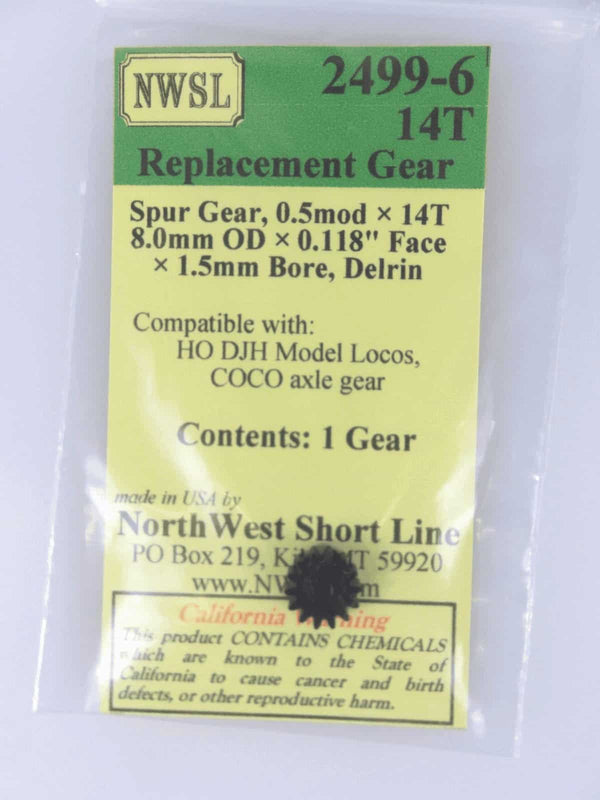 NWSL
2499-6
14T
Replacement Gear
Spur Gear, 0.5mod × 14T
8.0mm OD × 0.118" Face
× 1.5mm Bore, Delrin
Compatible with:
HO DJH Model Locos,
COCO axle gear
Contents: 1 Gear
made in USA by
NorthWest Short Line
PO Box 219, MT 59920
California
This product CONTAINS CHEMICALS
which are known to the State of
California to cause cancer and birth
defects, or other reproductive harm.